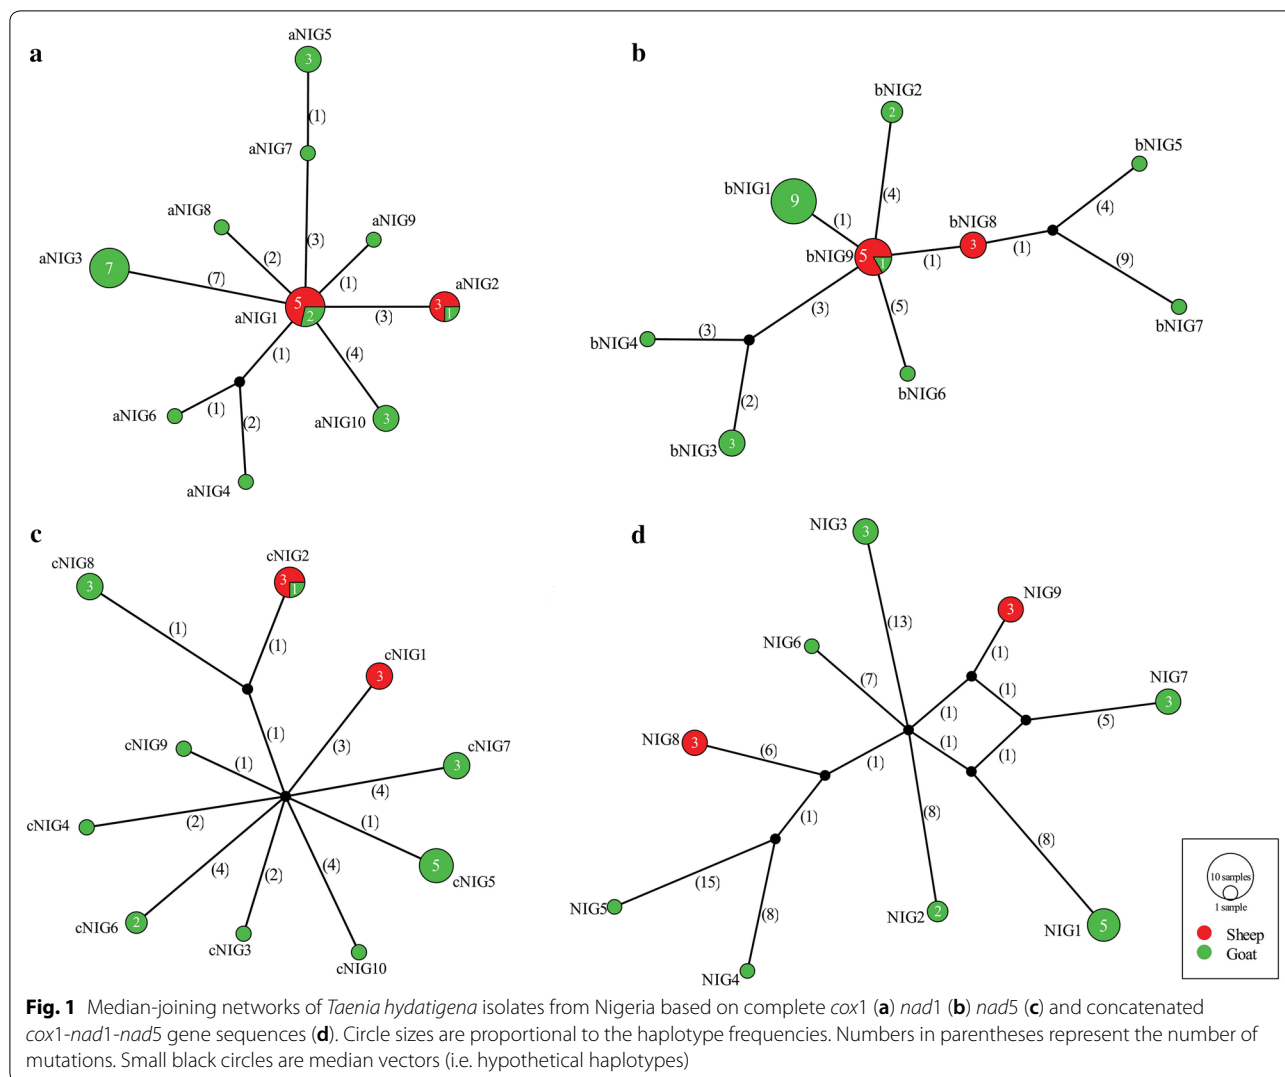 a
aNIG5
3
(1)
aNIG7
aNIG8
aNIG9
(3)
(2)
(1)
aNIG3
7
(7)
aNIG2
5
2
3
1
aNIG1
(3)
(1)
(4)
(1)
aNIG6
(2)
aNIG10
3
aNIG4
b
bNIG2
2
bNIG5
bNIG1
9
(4)
(4)
(1)
bNIG8
3
bNIG9
5
1
(1)
(1)
(9)
(3)
(5)
bNIG7
bNIG4
(3)
bNIG6
(2)
bNIG3
3
c
cNIG8
3
cNIG2
3
1
(1)
(1)
cNIG1
3
(1)
cNIG9
(3)
cNIG7
3
(1)
(4)
cNIG4
(2)
(1)
5
cNIG5
(4)
(2)
(4)
cNIG6
2
cNIG3
cNIG10
d
NIG3
3
NIG9
3
(13)
NIG6
(1)
NIG7
3
(7)
(1)
(1)
(5)
NIG8
3
(6)
(1)
(1)
(1)
(1)
(8)
(8)
(15)
NIG5
(8)
NIG2
2
NIG1
5
NIG4
10 samples
1 sample
Sheep
Goat
Fig. 1 Median-joining networks of Taenia hydatigena isolates from Nigeria based on complete cox1 (a) nad1 (b) nad5 (c) and concatenated
cox1-nad1-nad5 gene sequences (d). Circle sizes are proportional to the haplotype frequencies. Numbers in parentheses represent the number of
mutations. Small black circles are median vectors (i.e. hypothetical haplotypes)